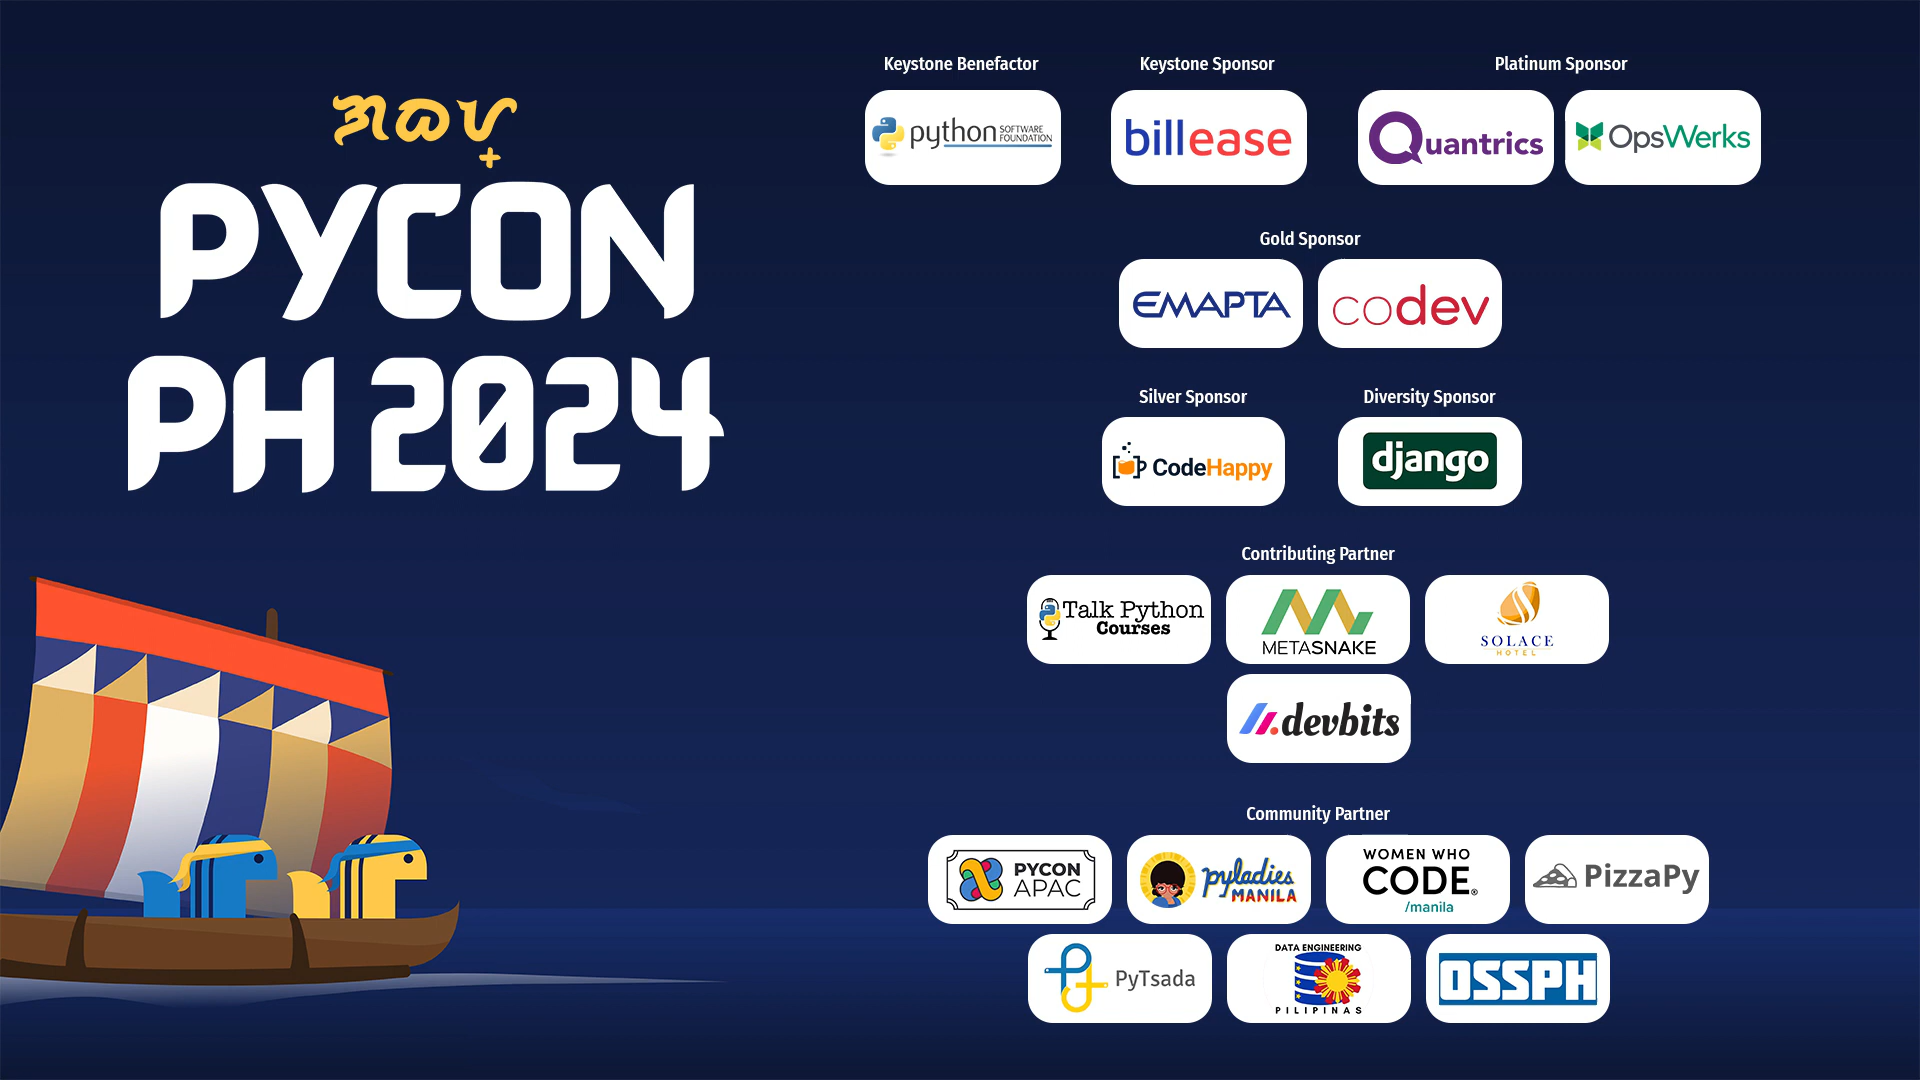 PYCON
PH 2024
Keystone Benefactor
python SOFTWARE FOUNDATION
Keystone Sponsor
billease
Platinum Sponsor
Quantrics
OpsWerks
Gold Sponsor
EMAPTA
codev
Silver Sponsor
CodeHappy
Diversity Sponsor
django
Contributing Partner
Talk Python
Courses
METASNAKE
SOLACE
HOTEL
devbits
Community Partner
PYCON
APAC
pyladies
MANILA
WOMEN WHO
CODE®
/manila
PizzaPy
PyTsada
DATA ENGINEERING
PILIPINAS
OSSPH